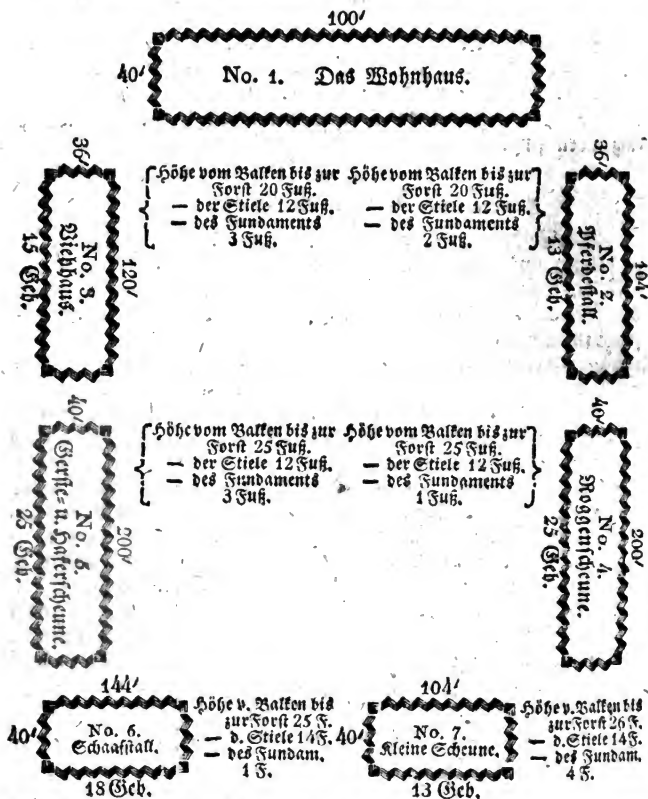 100′
40′
No. 1. Das Wohnhaus.
36′
No. 3.
Viehhaus.
15 Geb.
120′
Höhe vom Balken bis zur
Forst 20 Fuß.
— der Stiele 12 Fuß.
— des Fundaments
3 Fuß.
Höhe vom Balken bis zur
Forst 20 Fuß.
— der Stiele 12 Fuß.
— des Fundaments
2 Fuß.
36′
104′
No. 2.
Pferdestall.
13 Geb.
40′
No. 5.
Gerste- u. Haferscheune.
25 Geb.
200′
Höhe vom Balken bis zur
Forst 25 Fuß.
— der Stiele 12 Fuß.
— des Fundaments
3 Fuß.
Höhe vom Balken bis zur
Forst 25 Fuß.
— der Stiele 12 Fuß.
— des Fundaments
1 Fuß.
40′
200′
No. 4.
Roggenscheune.
25 Geb.
144′
40′
No. 6.
Schaafstall.
18 Geb.
Höhe v. Balken bis
zur Forst 25 F.
— d. Stiele 14 F.
— des Fundam.
1 F.
104′
40′
No. 7.
Kleine Scheune.
13 Geb.
Höhe v. Balken bis
zur Forst 26 F.
— d. Stiele 14 F.
— des Fundam.
4 F.